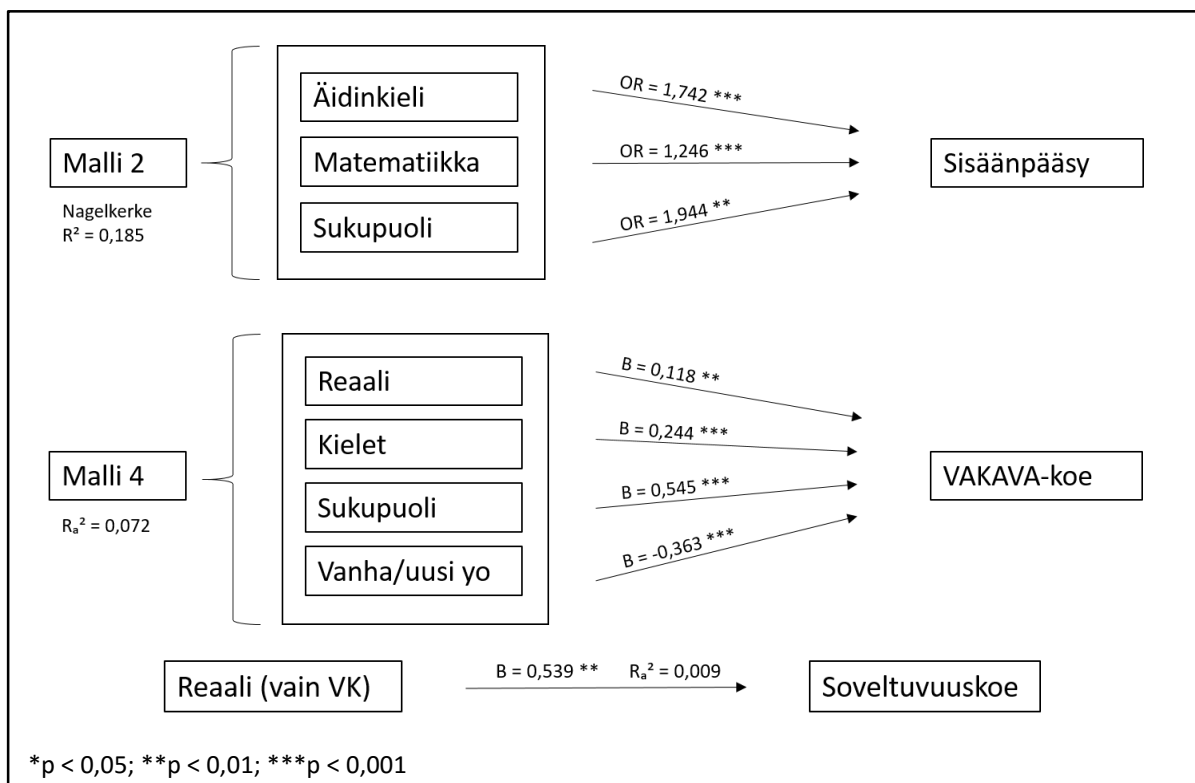 Malli 2
Nagelkerke
R² = 0,185
Äidinkieli
Matematiikka
Sukupuoli
OR = 1,742 ***
OR = 1,246 ***
OR = 1,944 **
Sisäänpääsy
Malli 4
Rₐ² = 0,072
Reaali
Kielet
Sukupuoli
Vanha/uusi yo
B = 0,118 **
B = 0,244 ***
B = 0,545 ***
B = -0,363 ***
VAKAVA-koe
Reaali (vain VK)
B = 0,539 ** Rₐ² = 0,009
Soveltuvuuskoe
*p < 0,05; **p < 0,01; ***p < 0,001